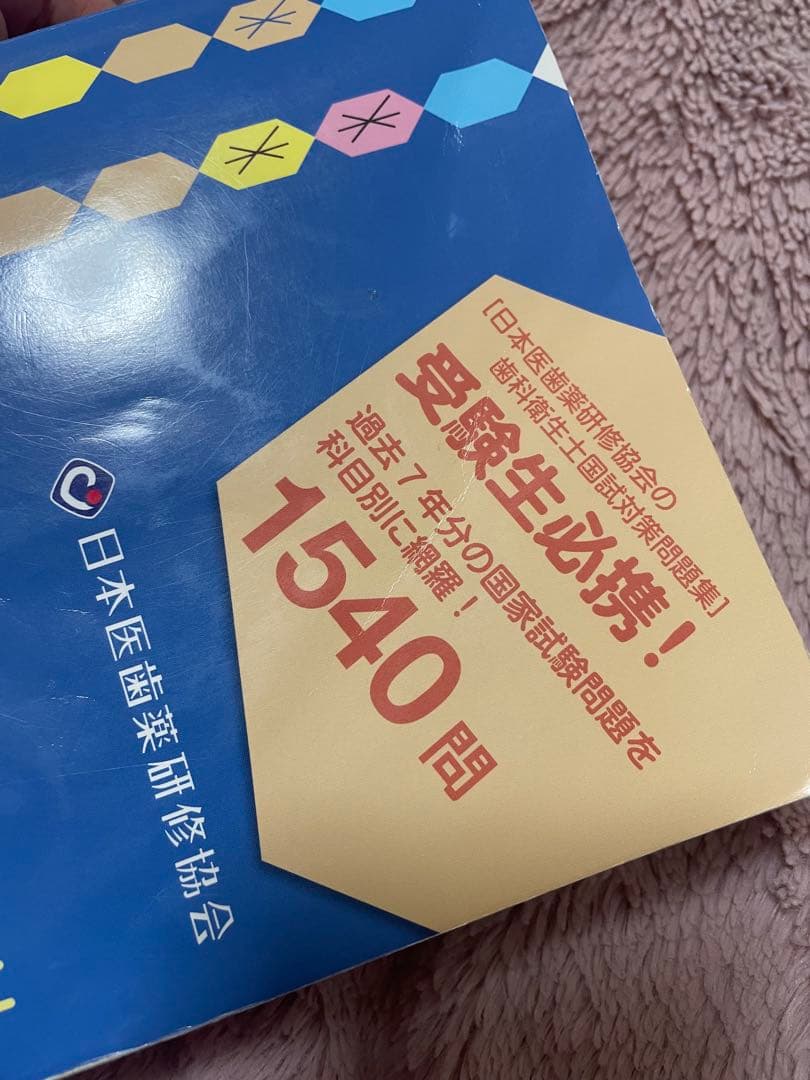 [日本医歯薬研修協会の
歯科衛生士国試対策問題集]
受験生必携!
過去7年分の国家試験問題を
科目別に網羅!
1540問
日本医歯薬研修協会